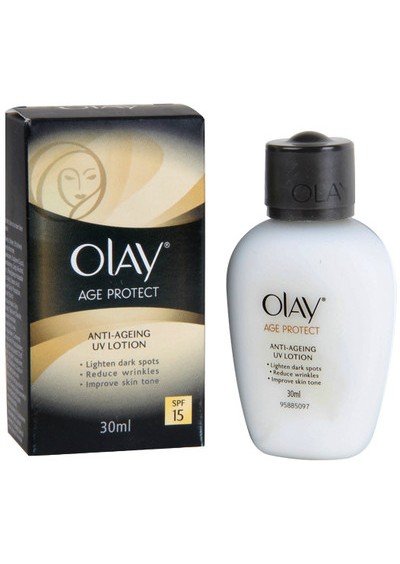 OLAY®
AGE PROTECT
ANTI-AGEING
UV LOTION
• Lighten dark spots
• Reduce wrinkles
• Improve skin tone
SPF
15
30ml
OLAY
OLAY®
AGE PROTECT
ANTI-AGEING
UV LOTION
• Lighten dark spots
• Reduce wrinkles
• Improve skin tone
30ml
95885097